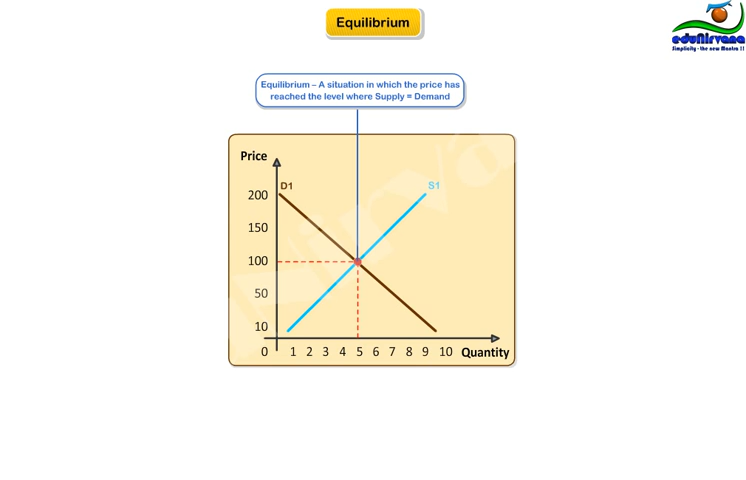 Equilibrium
eduNirvana
Simplicity - the new Mantra !!
Equilibrium – A situation in which the price has
reached the level where Supply = Demand
Price
D1
S1
200
150
100
50
10
0 1 2 3 4 5 6 7 8 9 10 Quantity